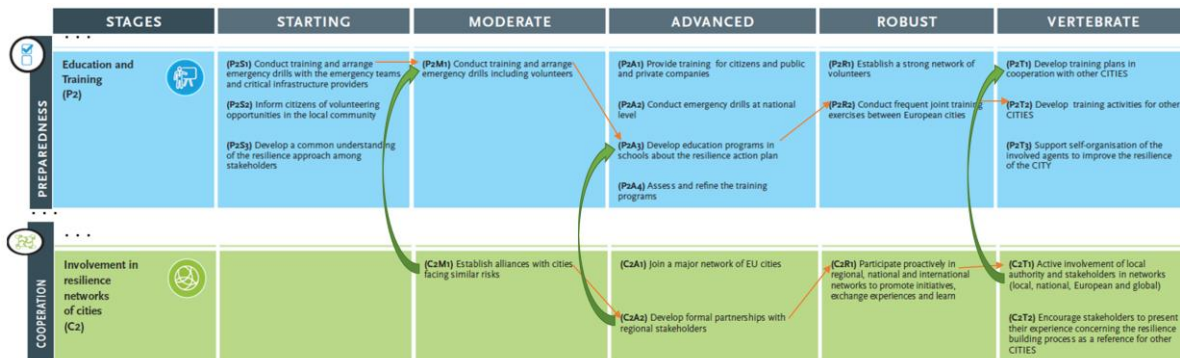 STAGES
STARTING
MODERATE
ADVANCED
ROBUST
VERTEBRATE
. . .
PREPAREDNESS
Education and
Training
(P2)
(P2S1) Conduct training and arrange
emergency drills with the emergency teams
and critical infrastructure providers
(P2S2) Inform citizens of volunteering
opportunities in the local community
(P2S3) Develop a common understanding
of the resilience approach among
stakeholders
(P2M1) Conduct training and arrange
emergency drills including volunteers
(P2A1) Provide training for citizens and public
and private companies
(P2A2) Conduct emergency drills at national
level
(P2A3) Develop education programs in
schools about the resilience action plan
(P2A4) Assess and refine the training
programs
(P2R1) Establish a strong network of
volunteers
(P2R2) Conduct frequent joint training
exercises between European cities
(P2T1) Develop training plans in
cooperation with other CITIES
(P2T2) Develop training activities for other
CITIES
(P2T3) Support self-organisation of the
involved agents to improve the resilience
of the CITY
. . .
. . .
COOPERATION
Involvement in
resilience
networks
of cities
(C2)
(C2M1) Establish alliances with cities
facing similar risks
(C2A1) Join a major network of EU cities
(C2A2) Develop formal partnerships with
regional stakeholders
(C2R1) Participate proactively in
regional, national and international
networks to promote initiatives,
exchange experiences and learn
(C2T1) Active involvement of local
authority and stakeholders in networks
(local, national, European and global)
(C2T2) Encourage stakeholders to present
their experience concerning the resilience
building process as a reference for other
CITIES